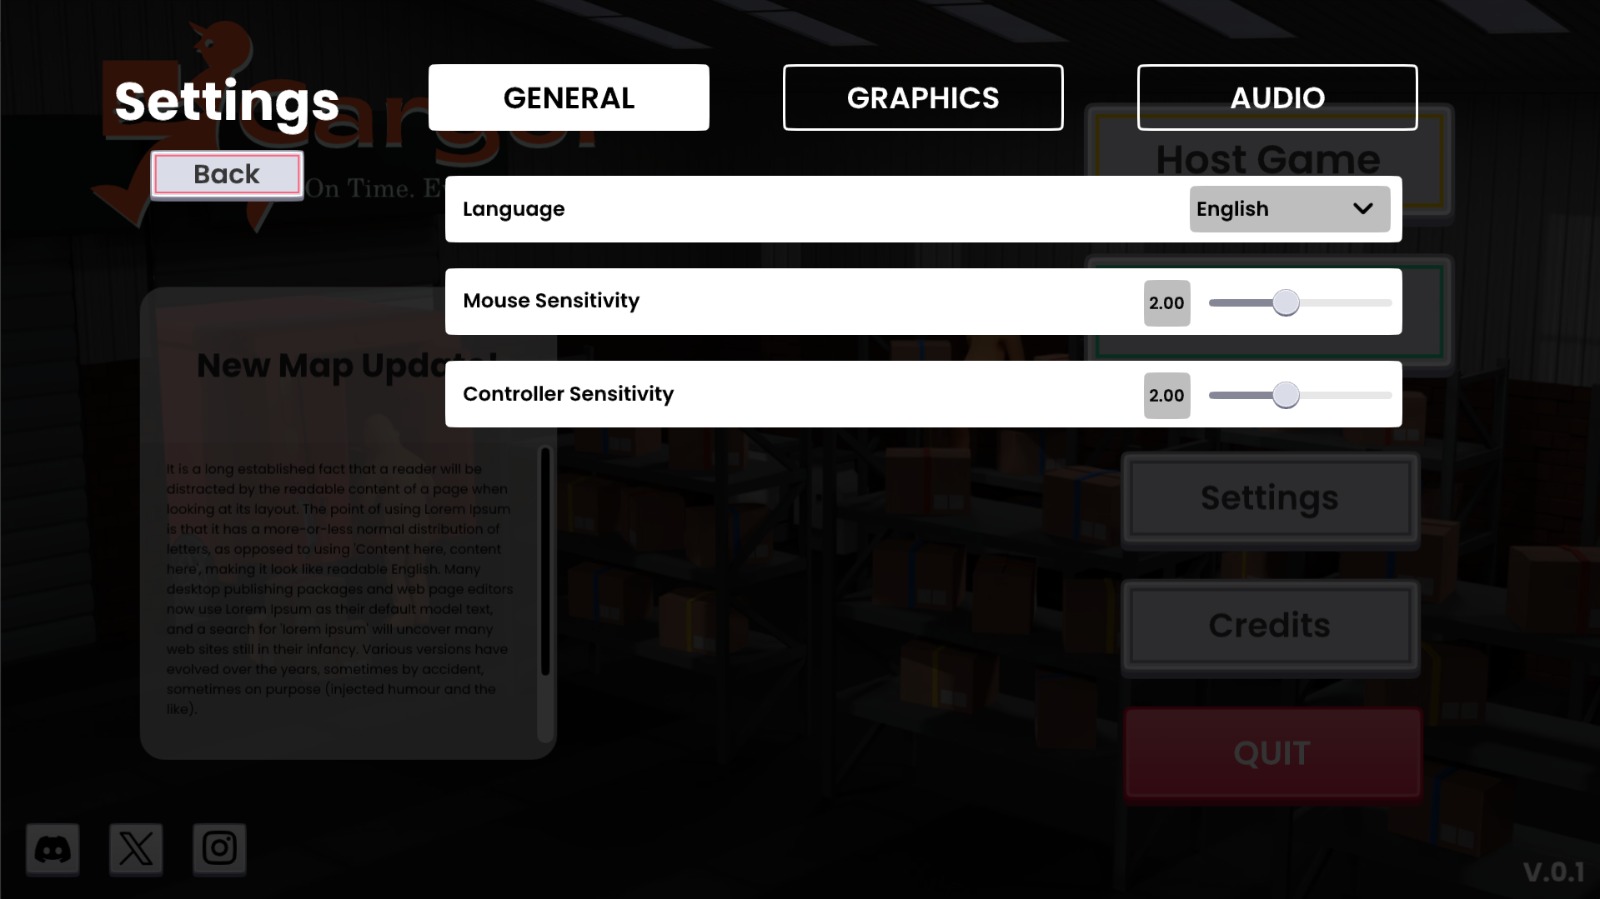 Settings
GENERAL
GRAPHICS
AUDIO
Back
On Time. E
Host Game
Language
English
Mouse Sensitivity
2.00
Controller Sensitivity
2.00
New Map Update!
It is a long established fact that a reader will be
distracted by the readable content of a page when
looking at its layout. The point of using Lorem Ipsum
is that it has a more-or-less normal distribution of
letters, as opposed to using 'Content here, content
here', making it look like readable English. Many
desktop publishing packages and web page editors
now use Lorem Ipsum as their default model text,
and a search for 'lorem ipsum' will uncover many
web sites still in their infancy. Various versions have
evolved over the years, sometimes by accident,
sometimes on purpose (injected humour and the
like).
Settings
Credits
QUIT
V.0.1